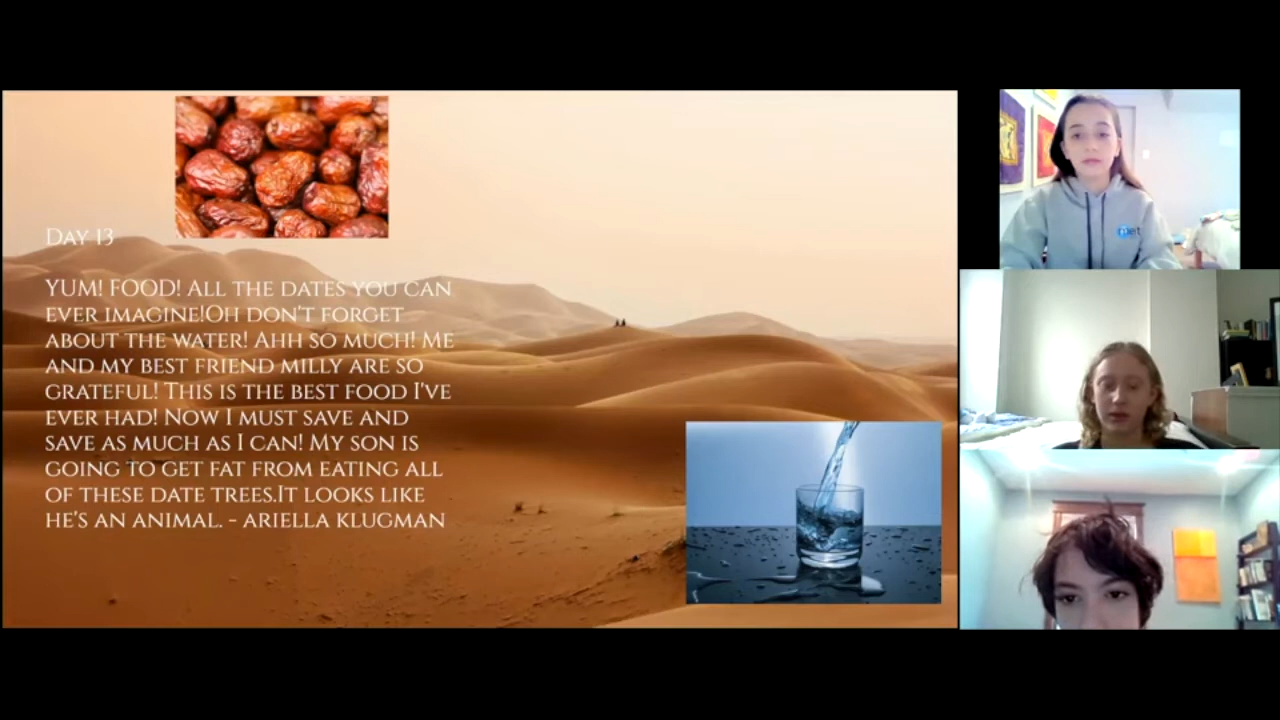 Day 13
YUM! FOOD! All the dates you can
ever imagine!Oh don't forget
about the water! Ahh so much! Me
and my best friend milly are so
grateful! This is the best food I've
ever had! Now I must save and
save as much as I can! My son is
going to get fat from eating all
of these date trees.It looks like
he's an animal. - ariella klugman